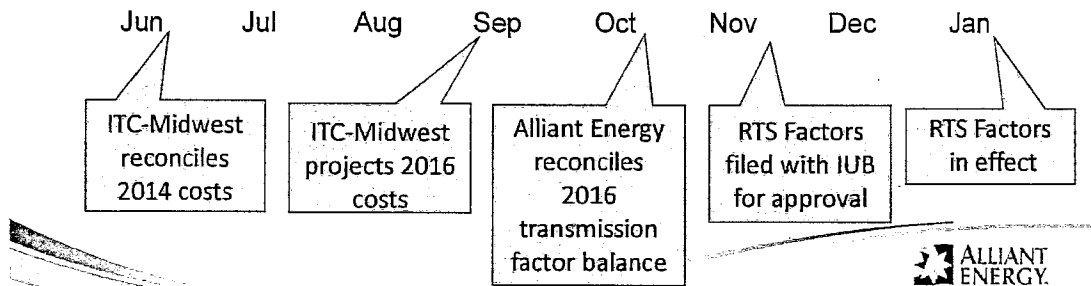 Jun Jul Aug Sep Oct Nov Dec Jan
ITC-Midwest
reconciles
2014 costs
ITC-Midwest
projects 2016
costs
Alliant Energy
reconciles
2016
transmission
factor balance
RTS Factors
filed with IUB
for approval
RTS Factors
in effect
ALLIANT
ENERGY.